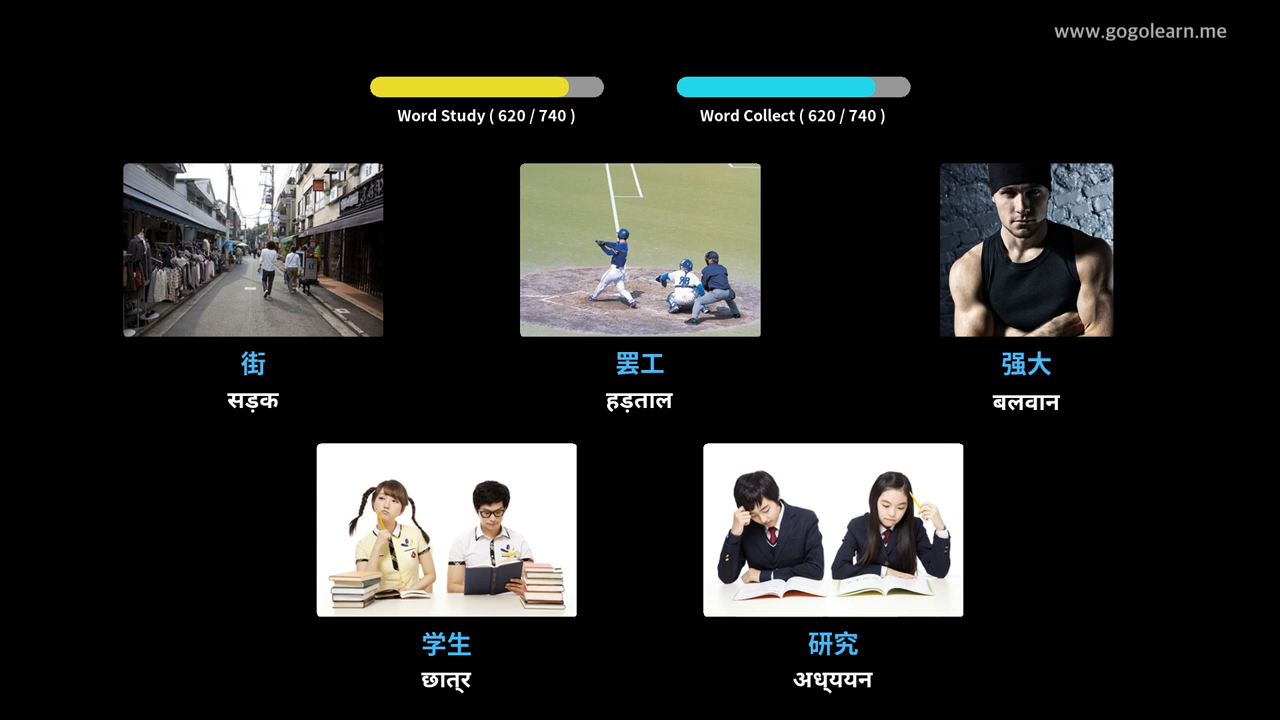 www.gogolearn.me
Word Study ( 620 / 740 )
Word Collect ( 620 / 740 )
街
सड़क
罢工
हड़ताल
强大
बलवान
学生
छात्र
研究
अध्ययन